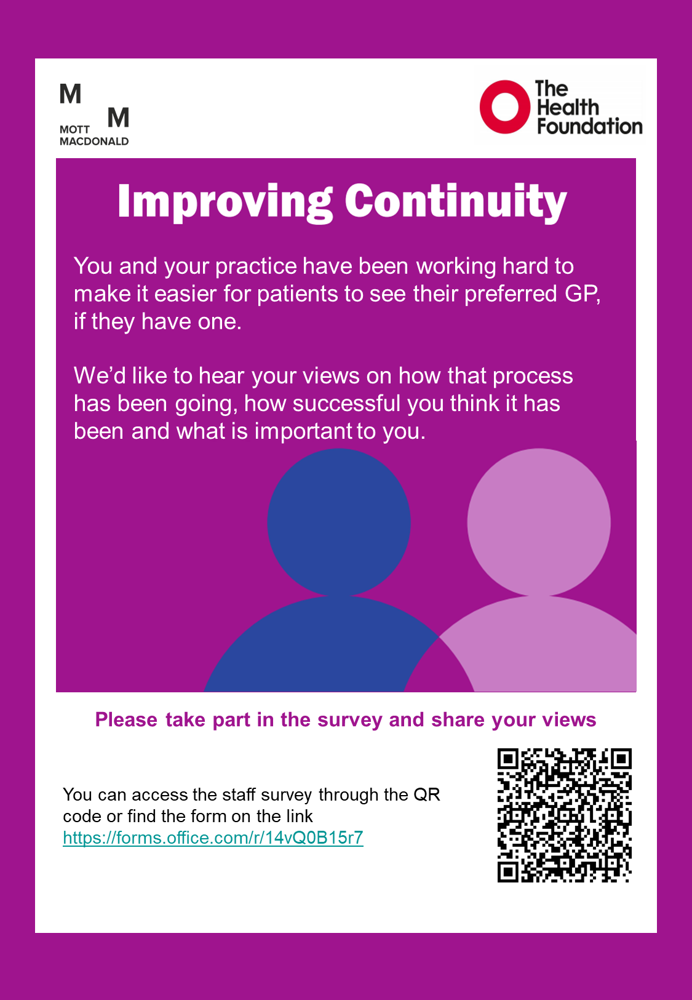 M
M
MOTT
MACDONALD
The
Health
Foundation
Improving Continuity
You and your practice have been working hard to
make it easier for patients to see their preferred GP,
if they have one.
We’d like to hear your views on how that process
has been going, how successful you think it has
been and what is important to you.
Please take part in the survey and share your views
You can access the staff survey through the QR
code or find the form on the link
https://forms.office.com/r/14vQ0B15r7